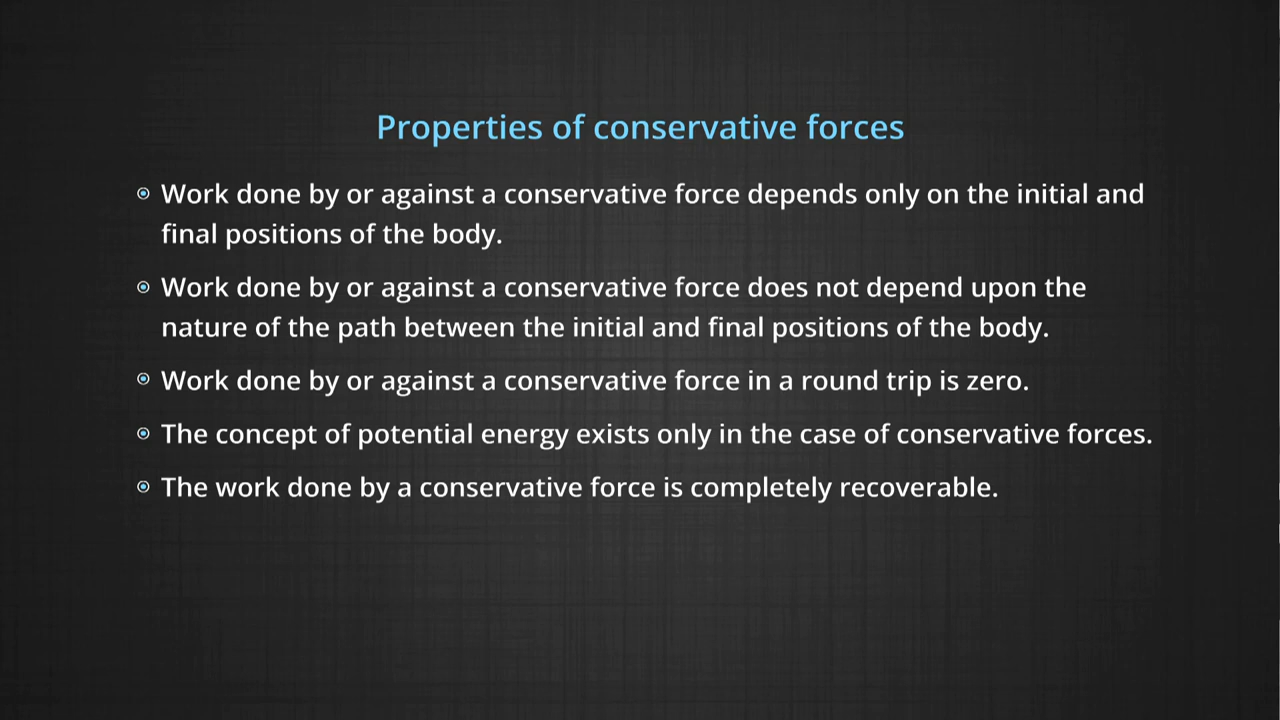 Properties of conservative forces
Work done by or against a conservative force depends only on the initial and
final positions of the body.
Work done by or against a conservative force does not depend upon the
nature of the path between the initial and final positions of the body.
Work done by or against a conservative force in a round trip is zero.
The concept of potential energy exists only in the case of conservative forces.
The work done by a conservative force is completely recoverable.